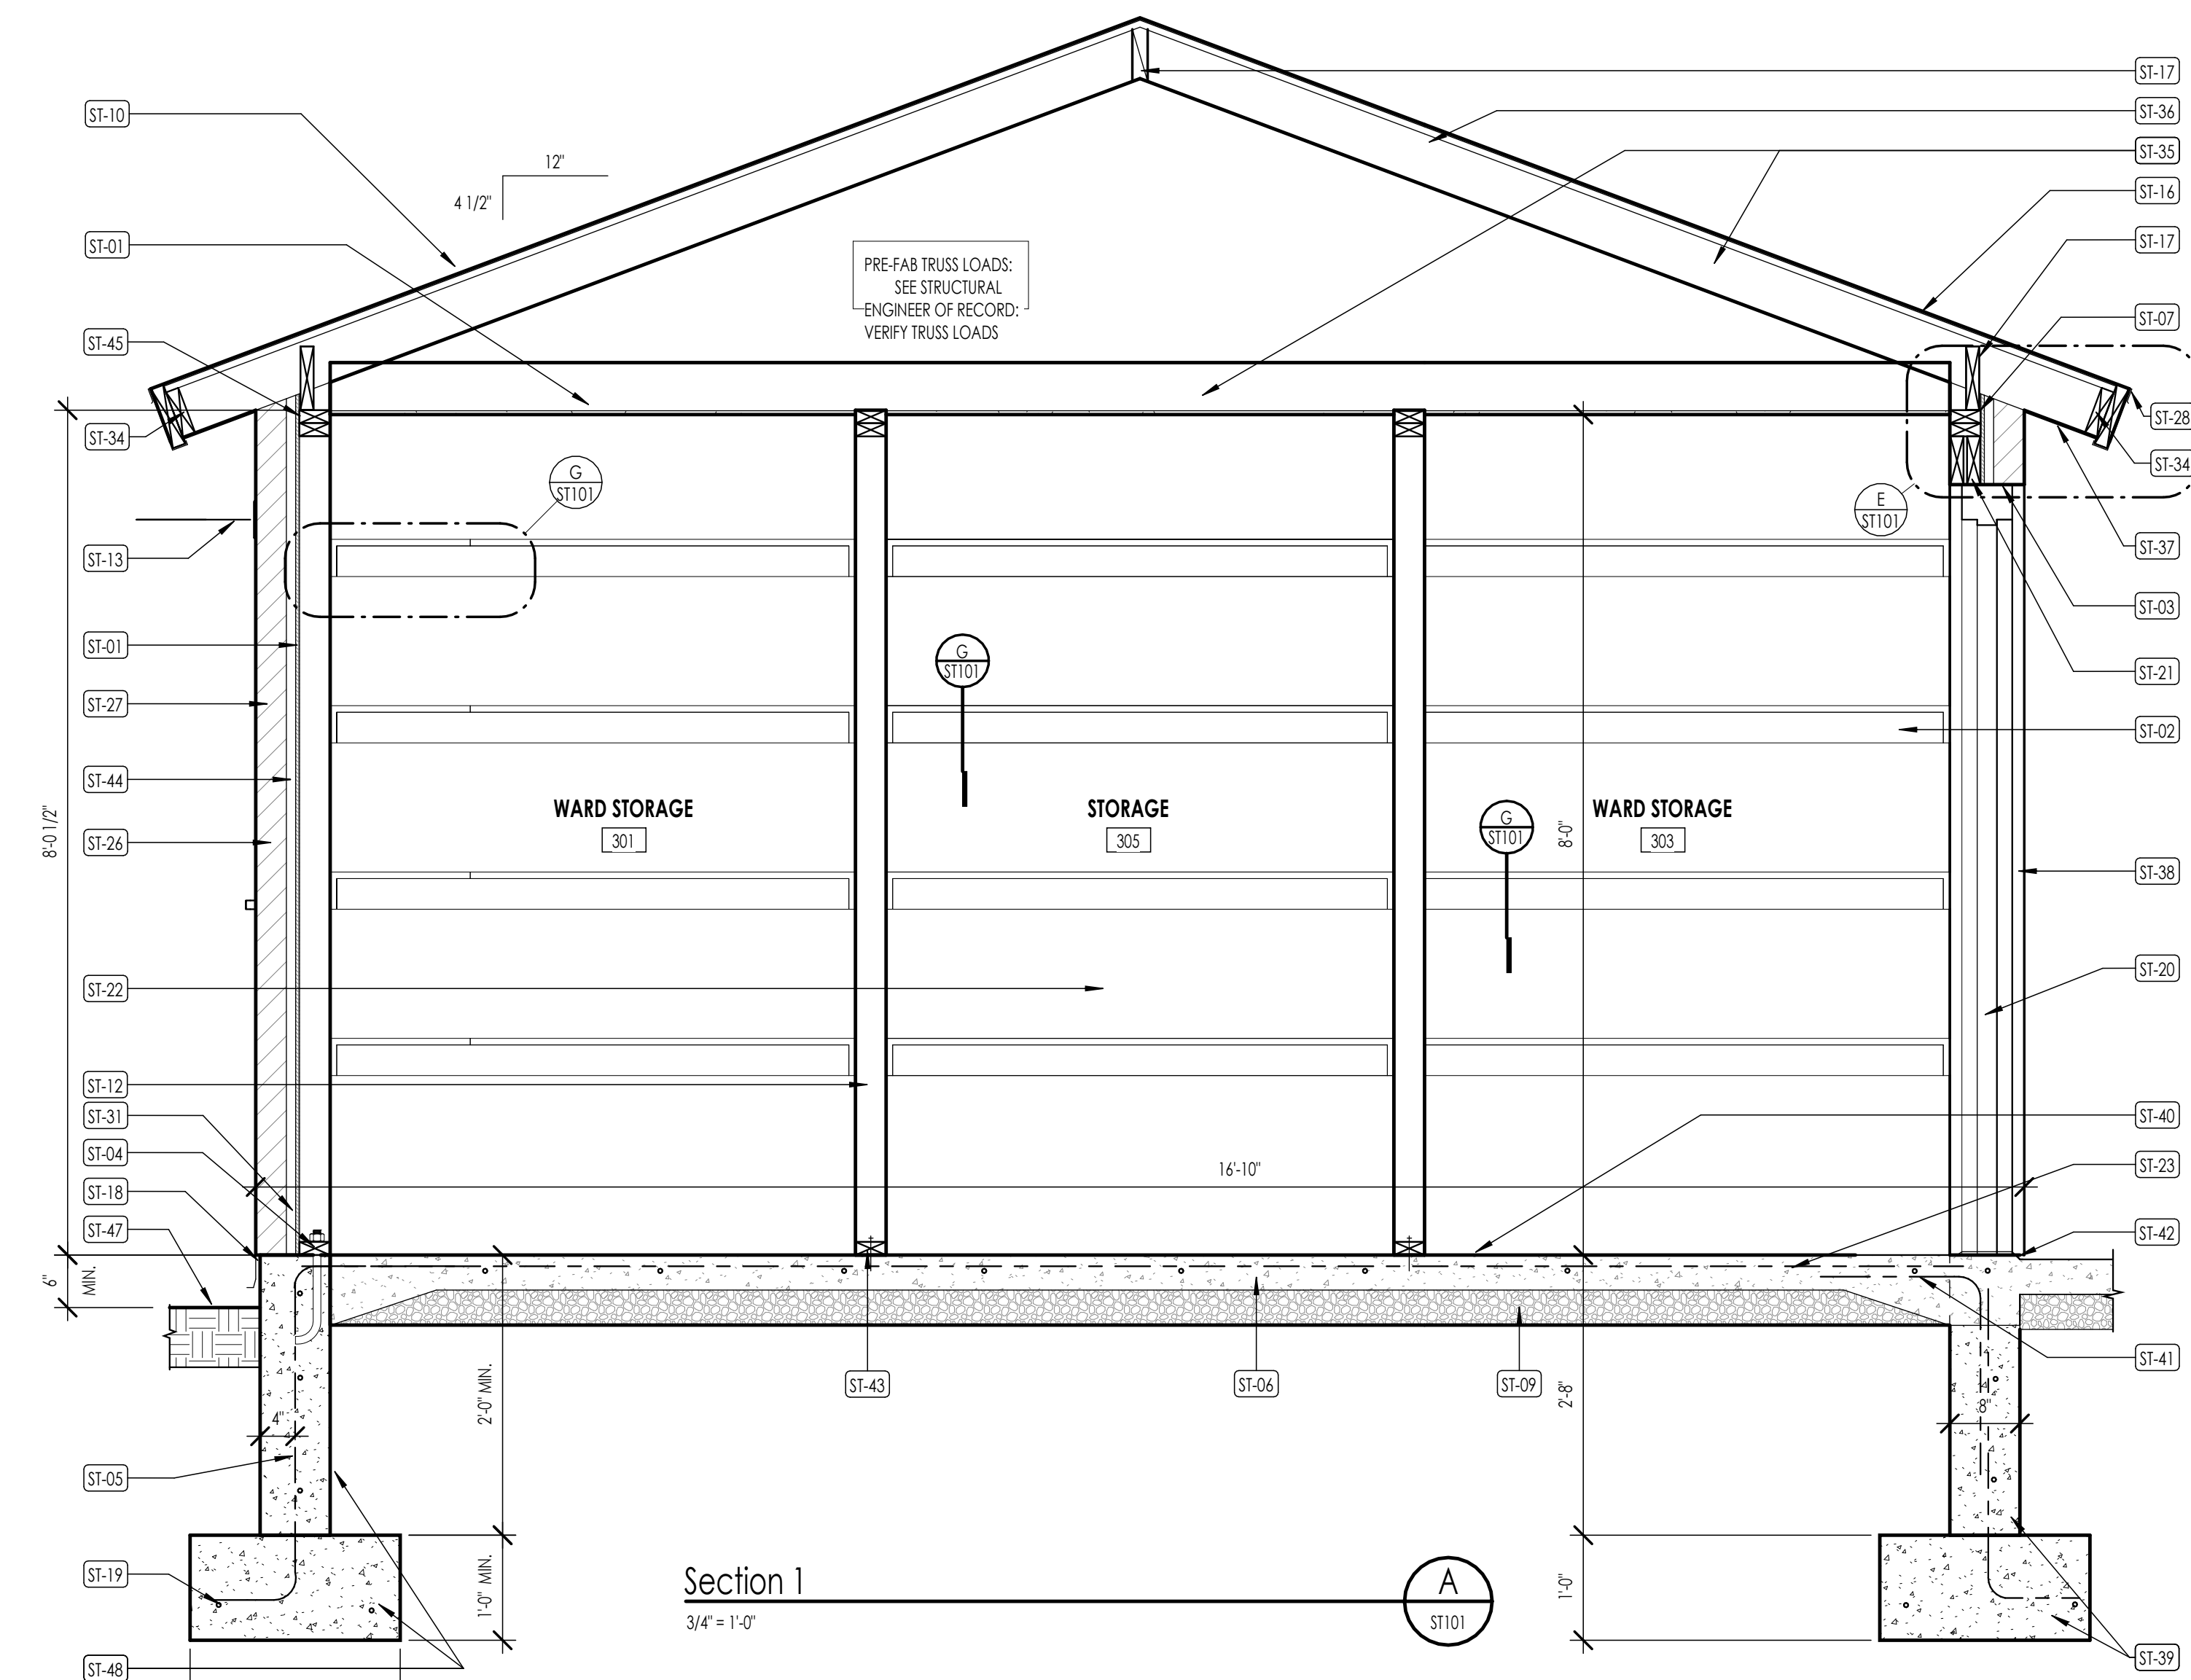 ST-17
ST-36
ST-10
ST-35
12"
4 1/2"
ST-16
ST-01
ST-17
PRE-FAB TRUSS LOADS:
SEE STRUCTURAL
ENGINEER OF RECORD:
VERIFY TRUSS LOADS
ST-07
ST-45
ST-28
ST-34
ST-34
G
ST101
E
ST101
ST-13
ST-37
ST-03
ST-01
G
ST101
ST-21
ST-27
ST-02
ST-44
WARD STORAGE
301
STORAGE
305
WARD STORAGE
303
G
ST101
8'-0 1/2"
8'-0"
ST-26
ST-38
ST-20
ST-22
ST-12
ST-31
ST-40
ST-04
16'-10"
ST-23
ST-18
ST-47
ST-42
6"
MIN.
ST-41
ST-43
ST-06
ST-09
2'-0" MIN.
2'-8"
4"
8"
ST-05
ST-19
1'-0" MIN.
1'-0"
Section 1
3/4" = 1'-0"
A
ST101
ST-48
ST-39